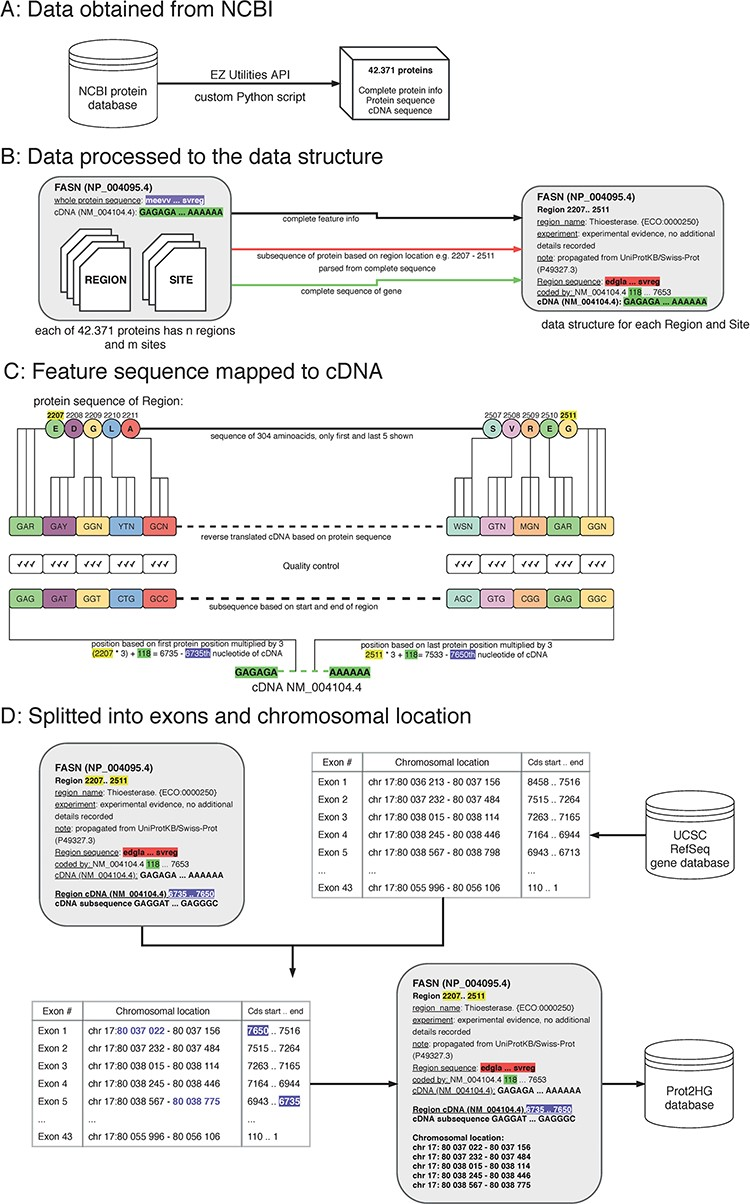 A: Data obtained from NCBI
NCBI protein
database
EZ Utilities API
custom Python script
42.371 proteins
Complete protein info
Protein sequence
cDNA sequence
B: Data processed to the data structure
FASN (NP_004095.4)
whole protein sequence: meevv ... svreg
cDNA (NM_004104.4): GAGAGA ... AAAAAA
REGION
SITE
each of 42.371 proteins has n regions
and m sites
complete feature info
subsequence of protein based on region location e.g. 2207 - 2511
parsed from complete sequence
complete sequence of gene
FASN (NP_004095.4)
Region 2207.. 2511
region_name: Thioesterase. {ECO:0000250}
experiment: experimental evidence, no additional
details recorded
note: propagated from UniProtKB/Swiss-Prot
(P49327.3)
Region sequence: edgla ... svreg
coded by: NM_004104.4 118 ... 7653
cDNA (NM_004104.4): GAGAGA ... AAAAAA
data structure for each Region and Site
C: Feature sequence mapped to cDNA
protein sequence of Region:
2207 2208 2209 2210 2211
2507 2508 2509 2510 2511
E D G L A
sequence of 304 aminoacids, only first and last 5 shown
S V R E G
GAR GAY GGN YTN GCN
WSN GTN MGN GAR GGN
reverse translated cDNA based on protein sequence
✓✓✓ ✓✓✓ ✓✓✓ ✓✓✓ ✓✓✓
Quality control
✓✓✓ ✓✓✓ ✓✓✓ ✓✓✓ ✓✓✓
GAG GAT GGT CTG GCC
AGC GTG CGG GAG GGC
subsequence based on start and end of region
position based on first protein position multiplied by 3
(2207 * 3) + 118 = 6735 - 6735th nucleotide of cDNA
position based on last protein position multiplied by 3
2511 * 3 + 118= 7533 - 7650th nucleotide of cDNA
GAGAGA
AAAAAA
cDNA NM_004104.4
D: Splitted into exons and chromosomal location
FASN (NP_004095.4)
Region 2207.. 2511
region_name: Thioesterase. {ECO:0000250}
experiment: experimental evidence, no additional
details recorded
note: propagated from UniProtKB/Swiss-Prot
(P49327.3)
Region sequence: edgla ... svreg
coded by:NM_004104.4 118 ... 7653
cDNA (NM_004104.4): GAGAGA ... AAAAAA
Region cDNA (NM_004104.4) 6735 .. 7650
cDNA subsequence GAGGAT ... GAGGGC
Exon # Chromosomal location Cds start .. end
Exon 1 chr 17:80 036 213 - 80 037 156 8458 .. 7516
Exon 2 chr 17:80 037 232 - 80 037 484 7515 .. 7264
Exon 3 chr 17:80 038 015 - 80 038 114 7263 .. 7165
Exon 4 chr 17:80 038 245 - 80 038 446 7164 .. 6944
Exon 5 chr 17:80 038 567 - 80 038 798 6943 .. 6713
... ... ...
Exon 43 chr 17:80 055 996 - 80 056 106 110 .. 1
UCSC
RefSeq
gene database
Exon # Chromosomal location Cds start .. end
Exon 1 chr 17:80 037 022 - 80 037 156 7650 .. 7516
Exon 2 chr 17:80 037 232 - 80 037 484 7515 .. 7264
Exon 3 chr 17:80 038 015 - 80 038 114 7263 .. 7165
Exon 4 chr 17:80 038 245 - 80 038 446 7164 .. 6944
Exon 5 chr 17:80 038 567 - 80 038 775 6943 .. 6735
... ... ...
Exon 43 chr 17:80 055 996 - 80 056 106 110 .. 1
FASN (NP_004095.4)
Region 2207.. 2511
region_name: Thioesterase. {ECO:0000250}
experiment: experimental evidence, no additional
details recorded
note: propagated from UniProtKB/Swiss-Prot
(P49327.3)
Region sequence: edgla ... svreg
coded by:NM_004104.4 118 ... 7653
cDNA (NM_004104.4): GAGAGA ... AAAAAA
Region cDNA (NM_004104.4) 6735 .. 7650
cDNA subsequence GAGGAT ... GAGGGC
Chromosomal location:
chr 17: 80 037 022 - 80 037 156
chr 17: 80 037 232 - 80 037 484
chr 17: 80 038 015 - 80 038 114
chr 17: 80 038 245 - 80 038 446
chr 17: 80 038 567 - 80 038 775
Prot2HG
database